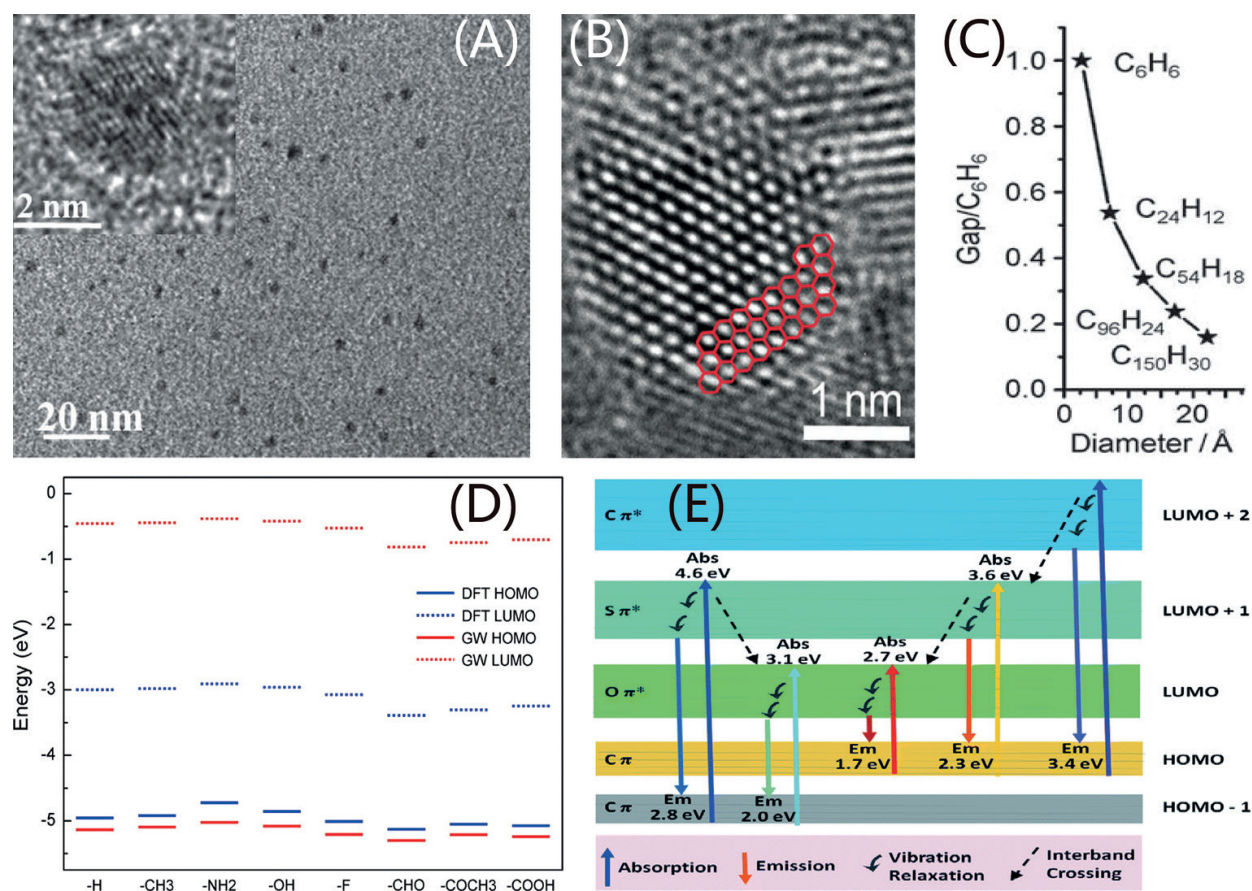 (A)
2 nm
20 nm
(B)
1 nm
(C)
Gap/C₆H₆
1.0
0.8
0.6
0.4
0.2
0.0
C₆H₆
C₂₄H₁₂
C₅₄H₁₈
C₉₆H₂₄
C₁₅₀H₃₀
0 10 20
Diameter / Å
(D)
Energy (eV)
0
-1
-2
-3
-4
-5
DFT HOMO
DFT LUMO
GW HOMO
GW LUMO
-H -CH3 -NH2 -OH -F -CHO -COCH3 -COOH
(E)
C π* LUMO + 2
Abs
4.6 eV
Abs
3.6 eV
S π* LUMO + 1
Abs
3.1 eV
Abs
2.7 eV
O π* LUMO
C π HOMO
Em
1.7 eV
Em
2.3 eV
Em
3.4 eV
C π HOMO - 1
Em
2.8 eV
Em
2.0 eV
Absorption
Emission
Vibration
Relaxation
Interband
Crossing